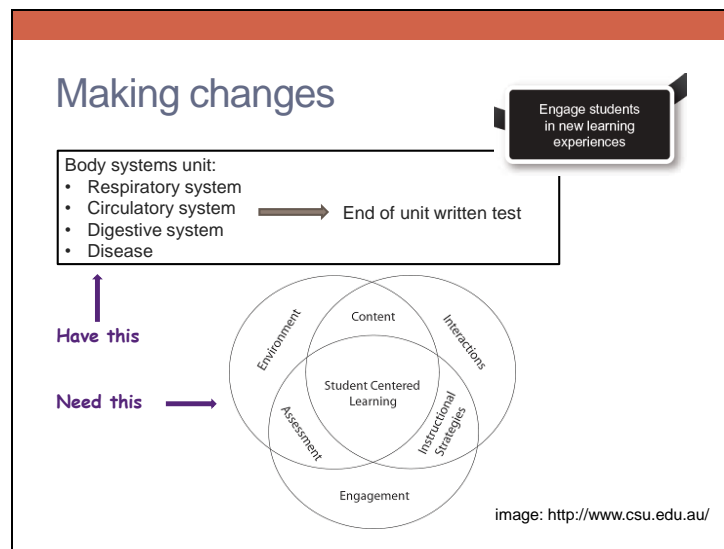 Making changes
Engage students
in new learning
experiences
Body systems unit:
• Respiratory system
• Circulatory system
• Digestive system
• Disease
End of unit written test
Have this
Need this
Environment
Content
Interactions
Student Centered
Learning
Assessment
Instructional
Strategies
Engagement
image: http://www.csu.edu.au/